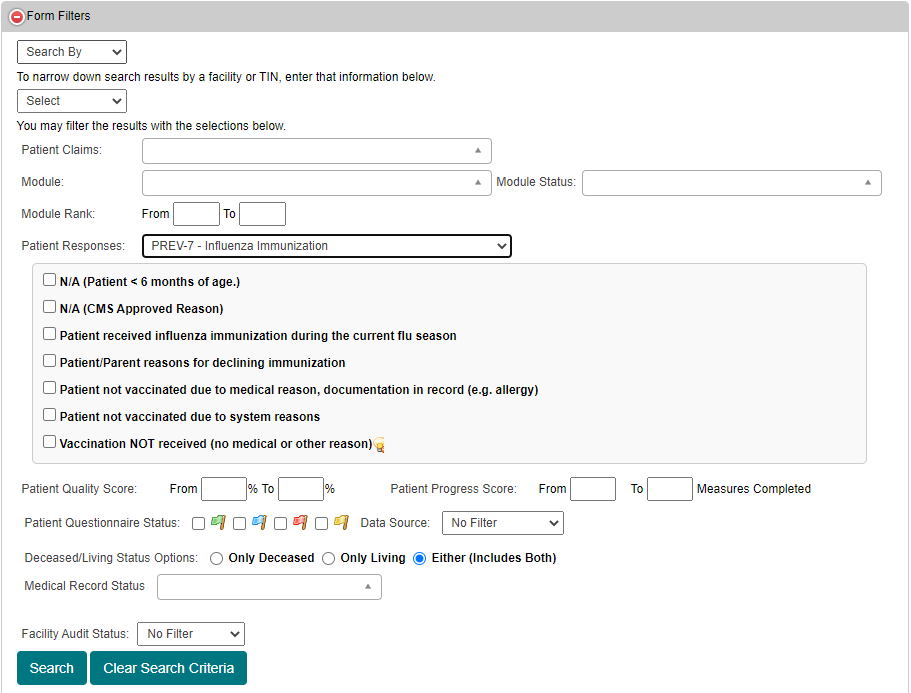 Form Filters
Search By
To narrow down search results by a facility or TIN, enter that information below.
Select
You may filter the results with the selections below.
Patient Claims:
Module: Module Status:
Module Rank: From To
Patient Responses: PREV-7 - Influenza Immunization
N/A (Patient < 6 months of age.)
N/A (CMS Approved Reason)
Patient received influenza immunization during the current flu season
Patient/Parent reasons for declining immunization
Patient not vaccinated due to medical reason, documentation in record (e.g. allergy)
Patient not vaccinated due to system reasons
Vaccination NOT received (no medical or other reason)
Patient Quality Score: From % To % Patient Progress Score: From To Measures Completed
Patient Questionnaire Status: Data Source: No Filter
Deceased/Living Status Options: Only Deceased Only Living Either (Includes Both)
Medical Record Status
Facility Audit Status: No Filter
Search Clear Search Criteria